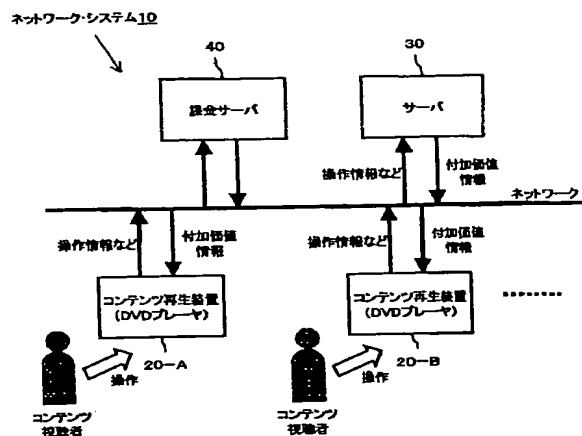 ネットワーク・システム10
40
課金サーバ
30
サーバ
操作情報など
付加価値
情報
ネットワーク
操作情報など
付加価値
情報
操作情報など
付加価値
情報
コンテンツ再生装置
(DVDプレーヤ)
20-A
操作
コンテンツ
視聴者
コンテンツ再生装置
(DVDプレーヤ)
20-B
操作
コンテンツ
視聴者